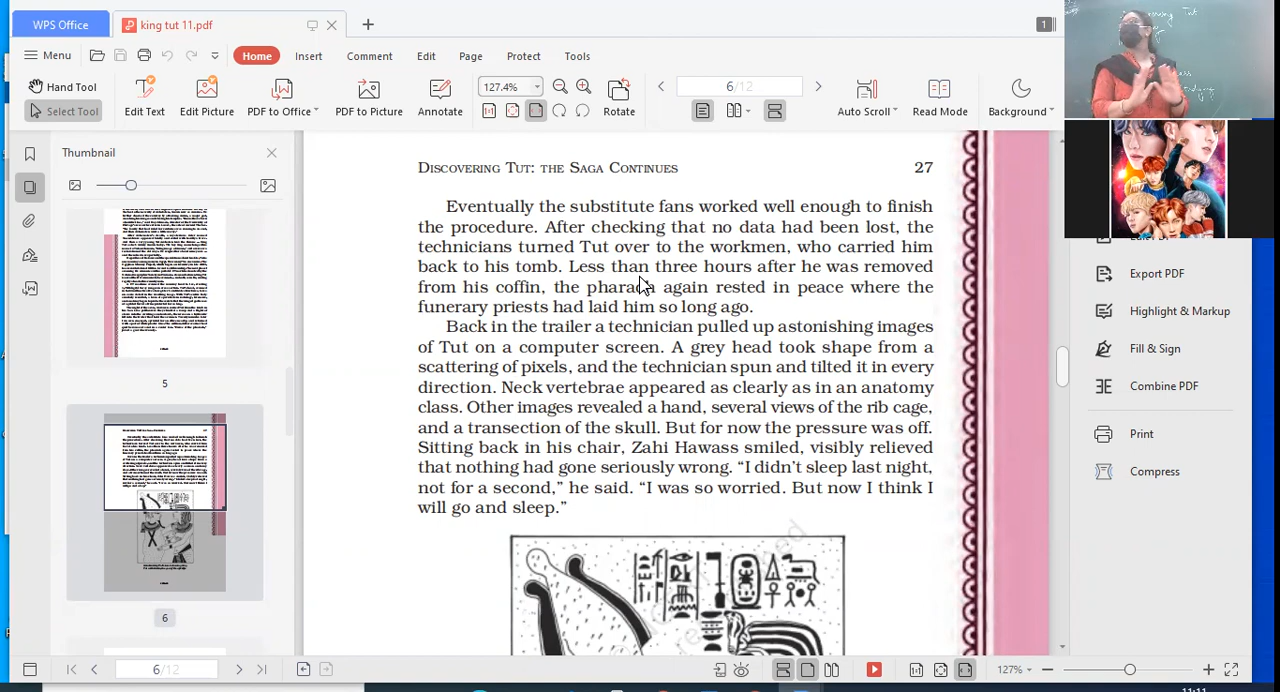 WPS Office
king tut 11.pdf
1
Menu
Home
Insert
Comment
Edit
Page
Protect
Tools
Hand Tool
Select Tool
Edit Text
Edit Picture
PDF to Office
PDF to Picture
Annotate
127.4%
Rotate
6/12
Auto Scroll
Read Mode
Background
Thumbnail
5
6
DISCOVERING TUT: THE SAGA CONTINUES 27
Eventually the substitute fans worked well enough to finish
the procedure. After checking that no data had been lost, the
technicians turned Tut over to the workmen, who carried him
back to his tomb. Less than three hours after he was removed
from his coffin, the pharaoh again rested in peace where the
funerary priests had laid him so long ago.
Back in the trailer a technician pulled up astonishing images
of Tut on a computer screen. A grey head took shape from a
scattering of pixels, and the technician spun and tilted it in every
direction. Neck vertebrae appeared as clearly as in an anatomy
class. Other images revealed a hand, several views of the rib cage,
and a transection of the skull. But for now the pressure was off.
Sitting back in his chair, Zahi Hawass smiled, visibly relieved
that nothing had gone seriously wrong. “I didn’t sleep last night,
not for a second,” he said. “I was so worried. But now I think I
will go and sleep.”
Export PDF
Highlight & Markup
Fill & Sign
Combine PDF
Print
Compress
6/12
127%
11:11